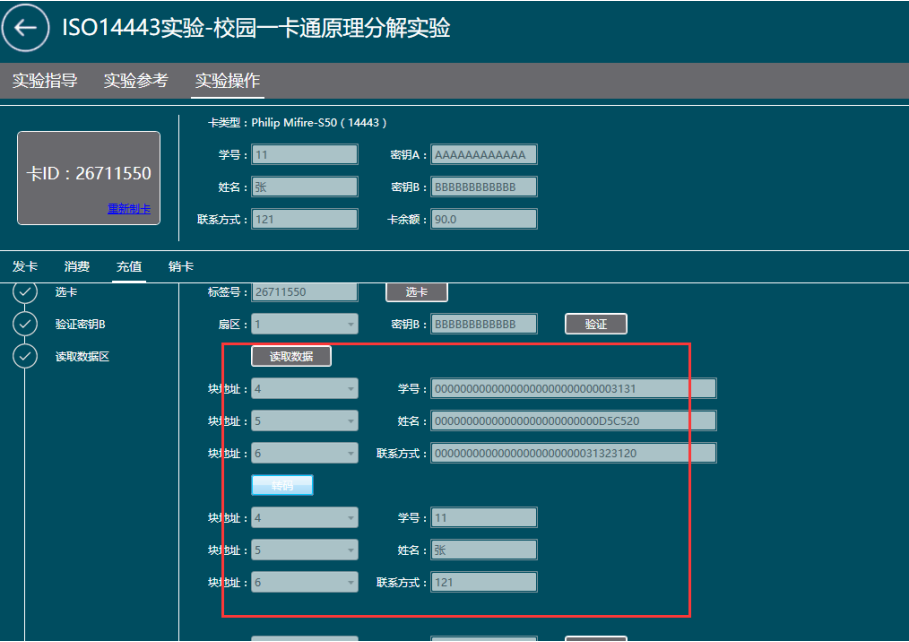 ISO14443实验-校园一卡通原理分解实验
实验指导 实验参考 实验操作
卡类型：Philip Mifire-S50（14443）
卡ID：26711550
重新制卡
学号：11 密钥A：AAAAAAAAAAAA
姓名：张 密钥B：BBBBBBBBBBBB
联系方式：121 卡余额：90.0
发卡 消费 充值 销卡
选卡 标签号：26711550 选卡
验证密钥B 扇区：1 密钥B：BBBBBBBBBBBB 验证
读取数据区 读取数据
块地址：4 学号：00000000000000000000000000003131
块地址：5 姓名：00000000000000000000000000D5C520
块地址：6 联系方式：00000000000000000000000031323120
转码
块地址：4 学号：11
块地址：5 姓名：张
块地址：6 联系方式：121